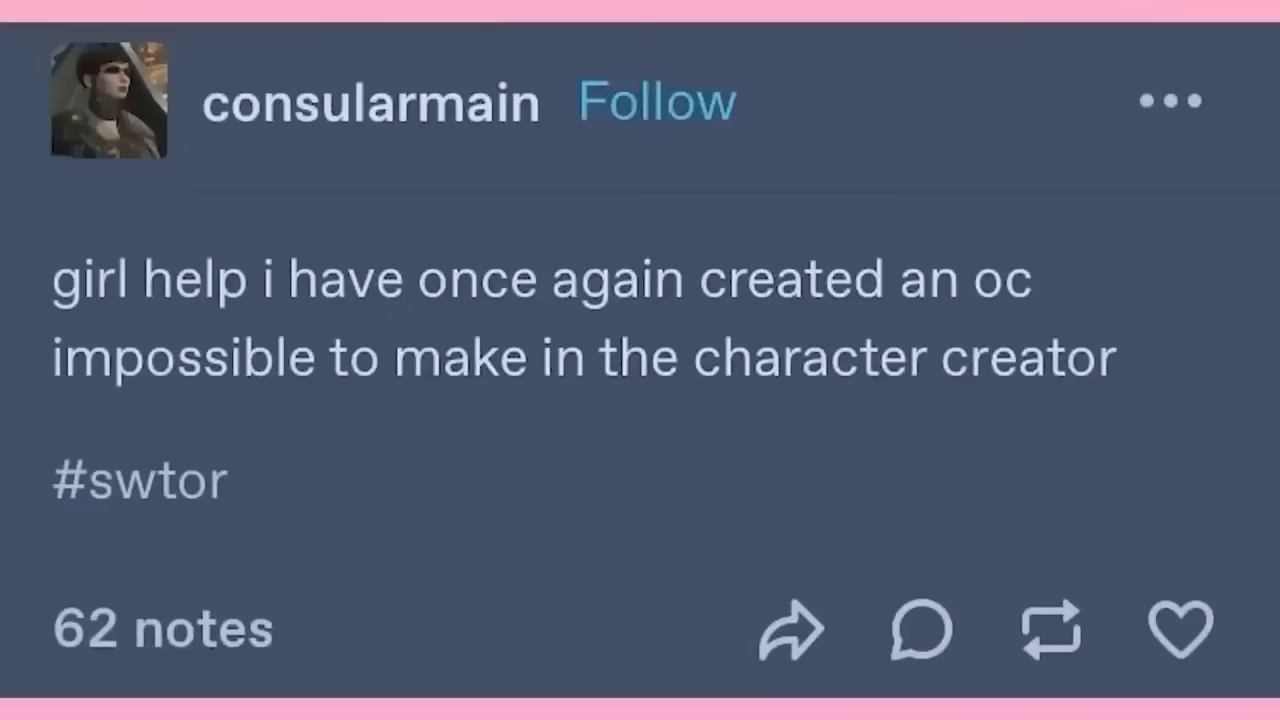 consularmain Follow
girl help i have once again created an oc
impossible to make in the character creator
#swtor
62 notes